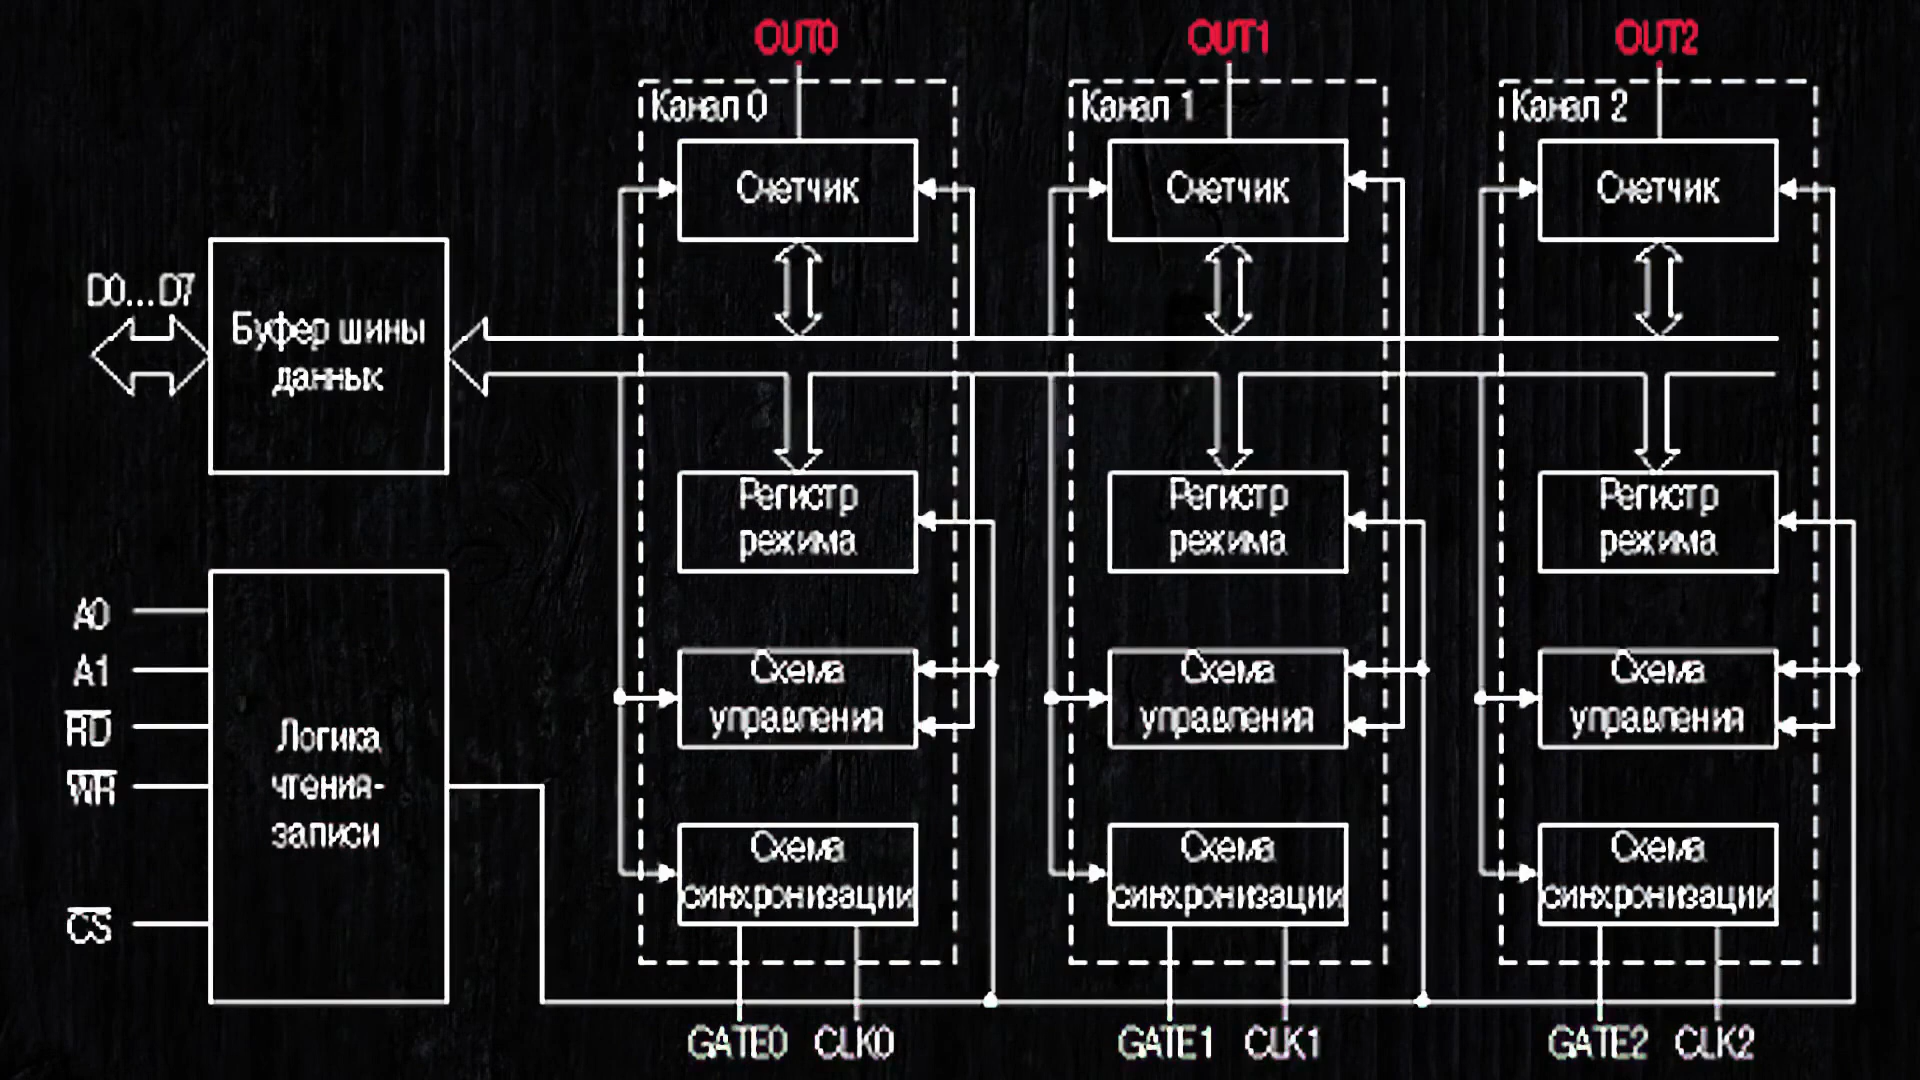 OUT0
OUT1
OUT2
Канал 0
Канал 1
Канал 2
Счетчик
Счетчик
Счетчик
D0...D7
Буфер шины
данных
Регистр
режима
Регистр
режима
Регистр
режима
A0
A1
RD
WR
CS
Логика
чтения-
записи
Схема
управления
Схема
управления
Схема
управления
Схема
синхронизации
Схема
синхронизации
Схема
синхронизации
GATE0
CLK0
GATE1
CLK1
GATE2
CLK2